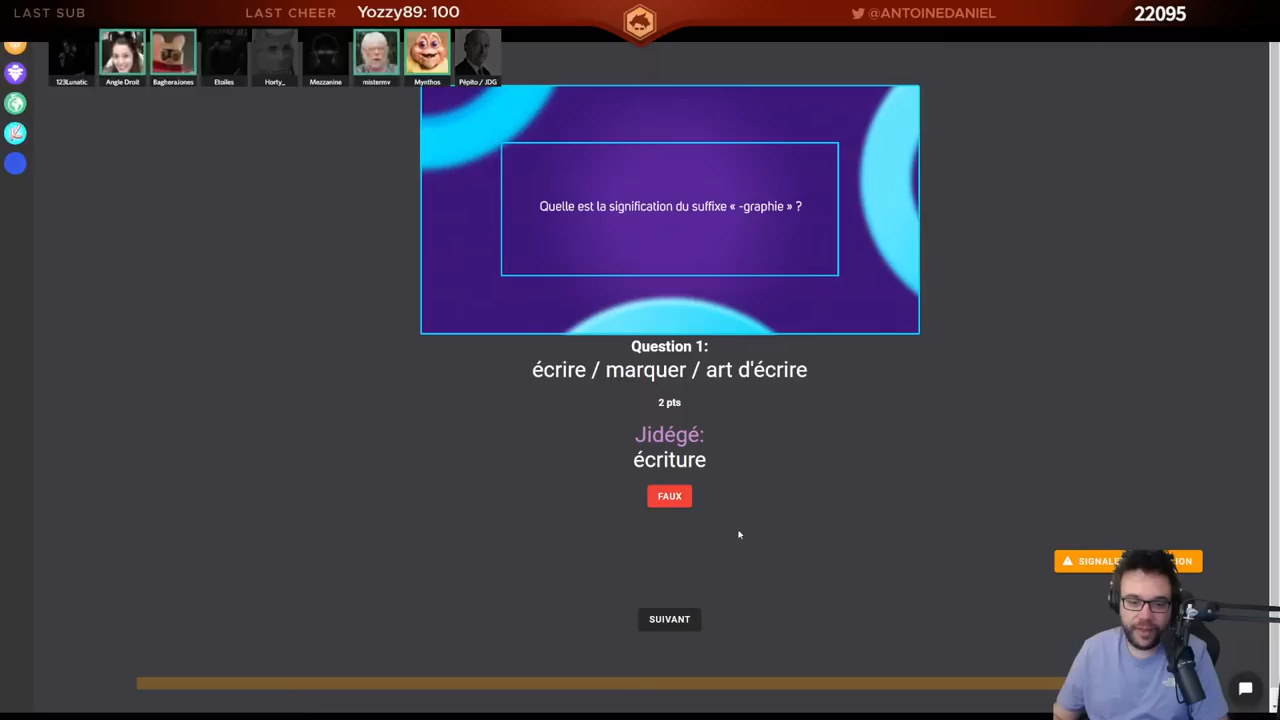 LAST SUB
LAST CHEER
Yozzy89: 100
@ANTOINEDANIEL
22095
123Lunatic
Angle Droit
BagheraJones
Etoiles
Horty_
Mezzanine
mistermv
Mynthos
Pépito / JDG
Quelle est la signification du suffixe « -graphie » ?
Question 1:
écrire / marquer / art d'écrire
2 pts
Jidégé:
écriture
FAUX
SUIVANT